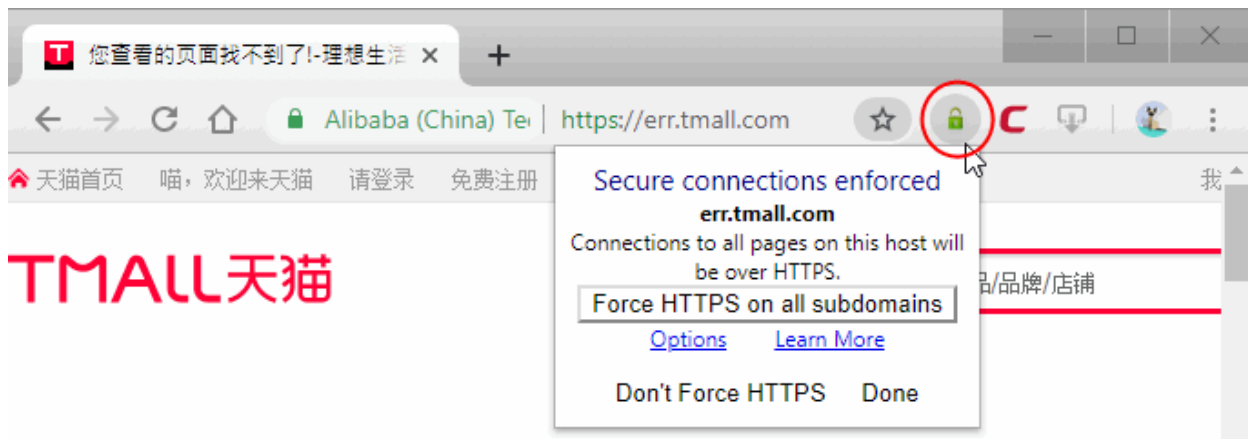 您查看的页面找不到了!-理想生活
Alibaba (China) Te
https://err.tmall.com
天猫首页 喵，欢迎来天猫 请登录 免费注册
我
Secure connections enforced
err.tmall.com
Connections to all pages on this host will
be over HTTPS.
Force HTTPS on all subdomains
Options Learn More
Don't Force HTTPS Done
TMALL天猫
品/品牌/店铺